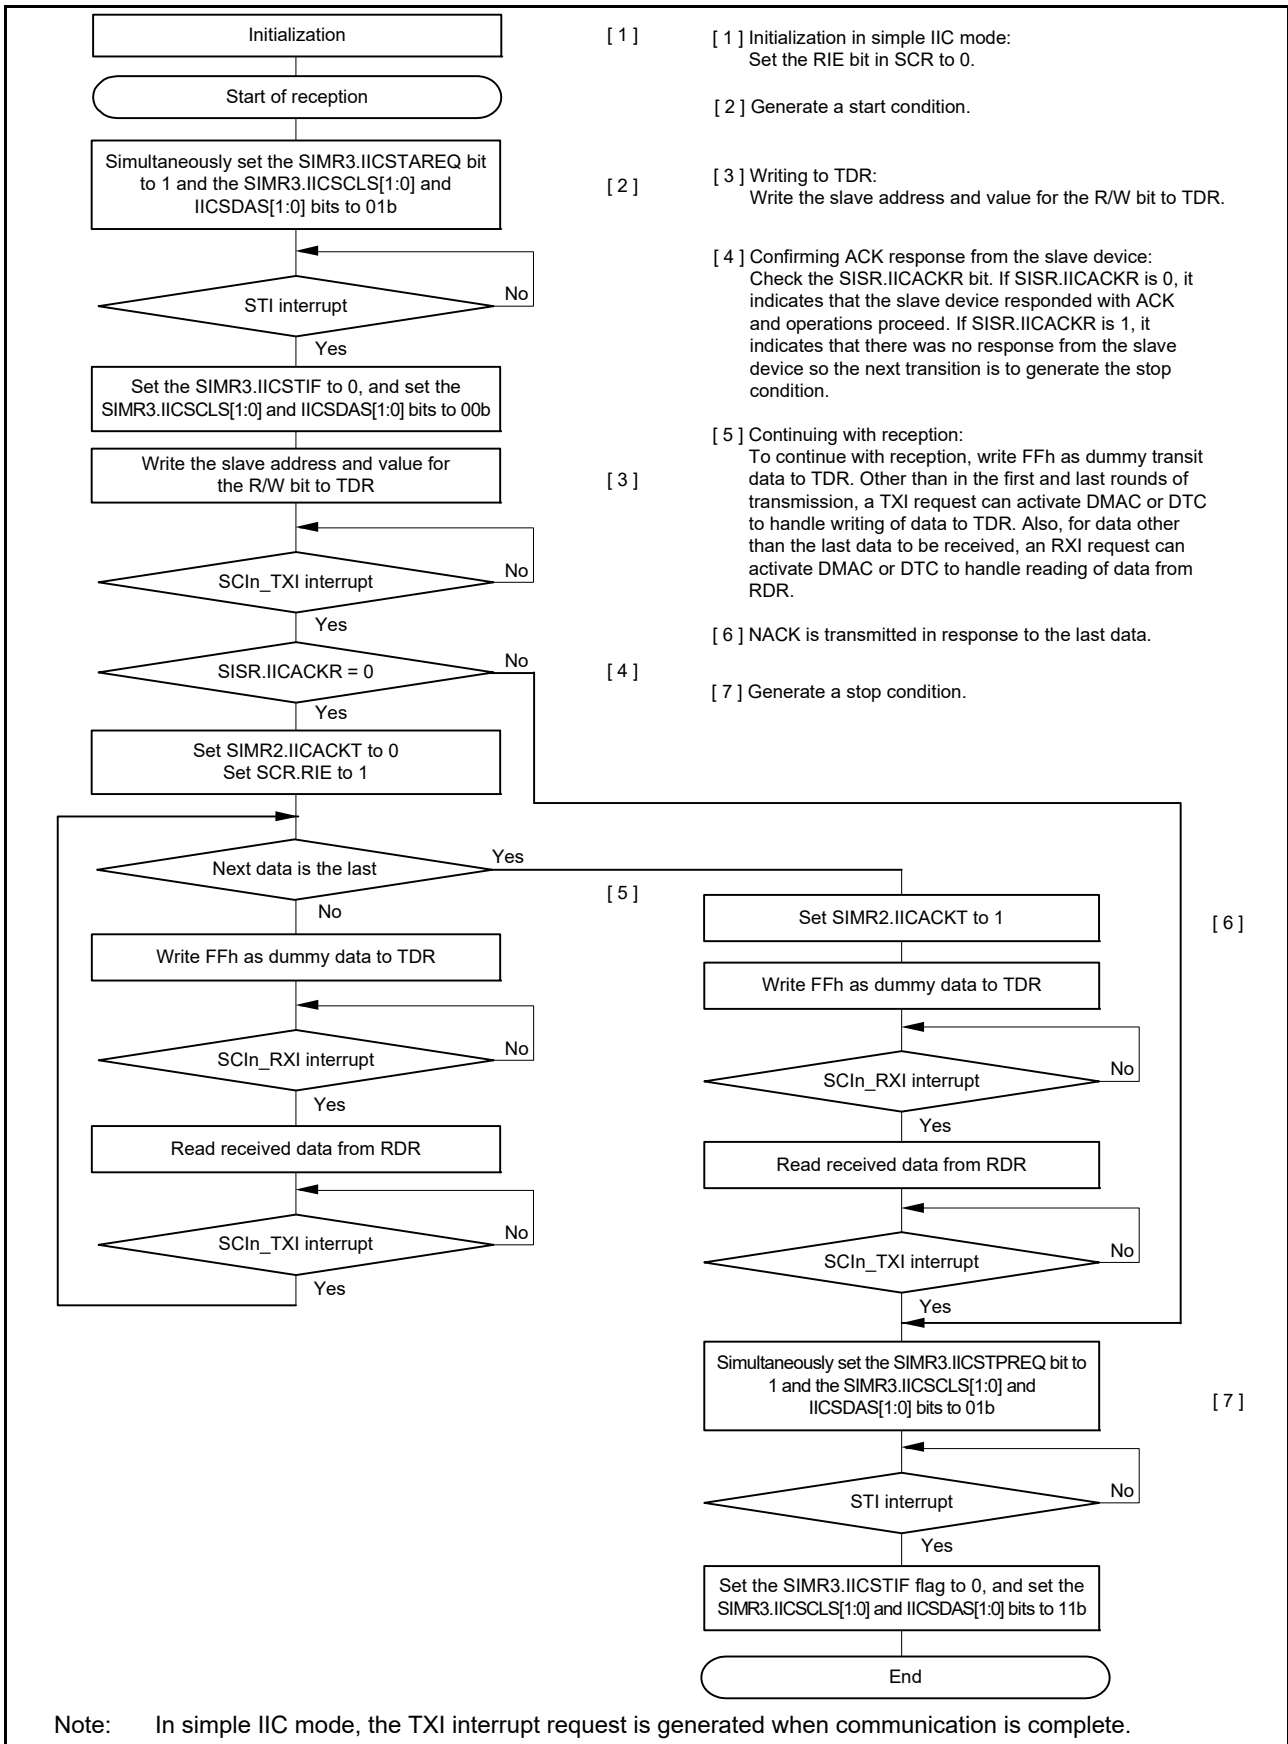 Initialization
[ 1 ]
Start of reception
Simultaneously set the SIMR3.IICSTAREQ bit
to 1 and the SIMR3.IICSCLS[1:0] and
IICSDAS[1:0] bits to 01b
[ 2 ]
STI interrupt
No
Yes
Set the SIMR3.IICSTIF to 0, and set the
SIMR3.IICSCLS[1:0] and IICSDAS[1:0] bits to 00b
Write the slave address and value for
the R/W bit to TDR
[ 3 ]
SCIn_TXI interrupt
No
Yes
SISR.IICACKR = 0
No
[ 4 ]
Yes
Set SIMR2.IICACKT to 0
Set SCR.RIE to 1
Next data is the last
Yes
[ 5 ]
No
Write FFh as dummy data to TDR
SCIn_RXI interrupt
No
Yes
Read received data from RDR
SCIn_TXI interrupt
No
Yes
[ 1 ] Initialization in simple IIC mode:
Set the RIE bit in SCR to 0.
[ 2 ] Generate a start condition.
[ 3 ] Writing to TDR:
Write the slave address and value for the R/W bit to TDR.
[ 4 ] Confirming ACK response from the slave device:
Check the SISR.IICACKR bit. If SISR.IICACKR is 0, it
indicates that the slave device responded with ACK
and operations proceed. If SISR.IICACKR is 1, it
indicates that there was no response from the slave
device so the next transition is to generate the stop
condition.
[ 5 ] Continuing with reception:
To continue with reception, write FFh as dummy transit
data to TDR. Other than in the first and last rounds of
transmission, a TXI request can activate DMAC or DTC
to handle writing of data to TDR. Also, for data other
than the last data to be received, an RXI request can
activate DMAC or DTC to handle reading of data from
RDR.
[ 6 ] NACK is transmitted in response to the last data.
[ 7 ] Generate a stop condition.
Set SIMR2.IICACKT to 1
[ 6 ]
Write FFh as dummy data to TDR
SCIn_RXI interrupt
No
Yes
Read received data from RDR
SCIn_TXI interrupt
No
Yes
Simultaneously set the SIMR3.IICSTPREQ bit to
1 and the SIMR3.IICSCLS[1:0] and
IICSDAS[1:0] bits to 01b
[ 7 ]
STI interrupt
No
Yes
Set the SIMR3.IICSTIF flag to 0, and set the
SIMR3.IICSCLS[1:0] and IICSDAS[1:0] bits to 11b
End
Note: In simple IIC mode, the TXI interrupt request is generated when communication is complete.